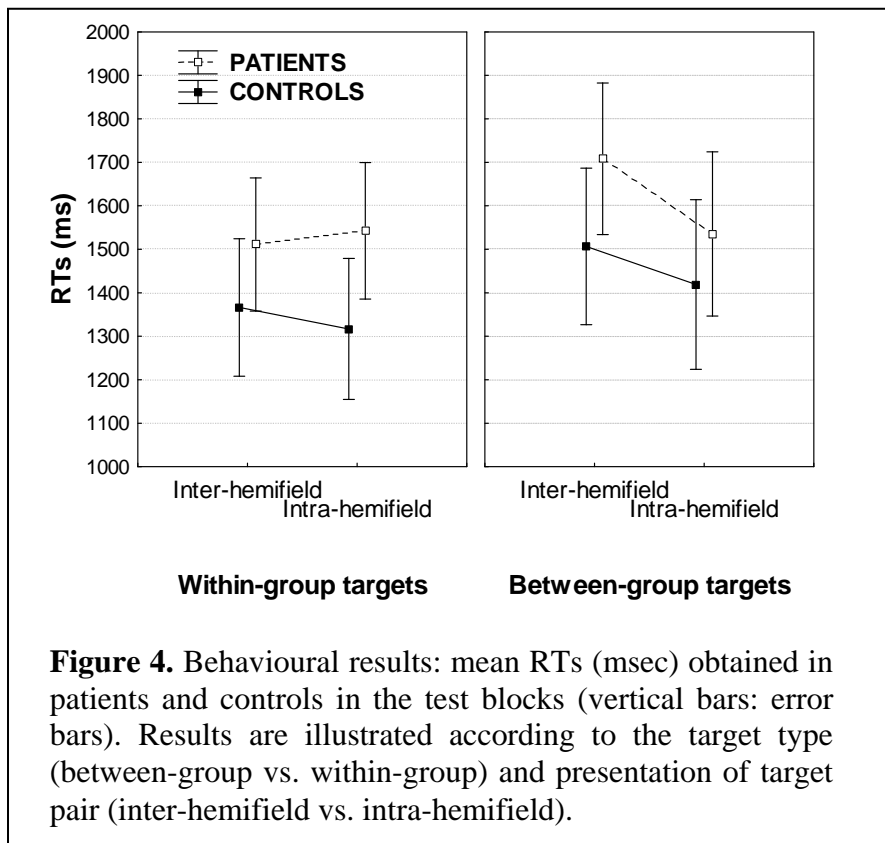 2000
1900
1800
1700
1600
1500
1400
1300
1200
1100
1000
RTs (ms)
PATIENTS
CONTROLS
Inter-hemifield
Intra-hemifield
Inter-hemifield
Intra-hemifield
Within-group targets
Between-group targets
Figure 4. Behavioural results: mean RTs (msec) obtained in
patients and controls in the test blocks (vertical bars: error
bars). Results are illustrated according to the target type
(between-group vs. within-group) and presentation of target
pair (inter-hemifield vs. intra-hemifield).